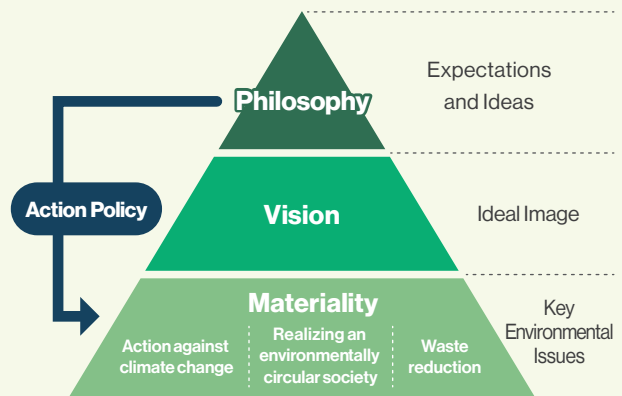 Philosophy
Expectations
and Ideas
Action Policy
Vision
Ideal Image
Materiality
Action against
climate change
Realizing an
environmentally
circular society
Waste
reduction
Key
Environmental
Issues